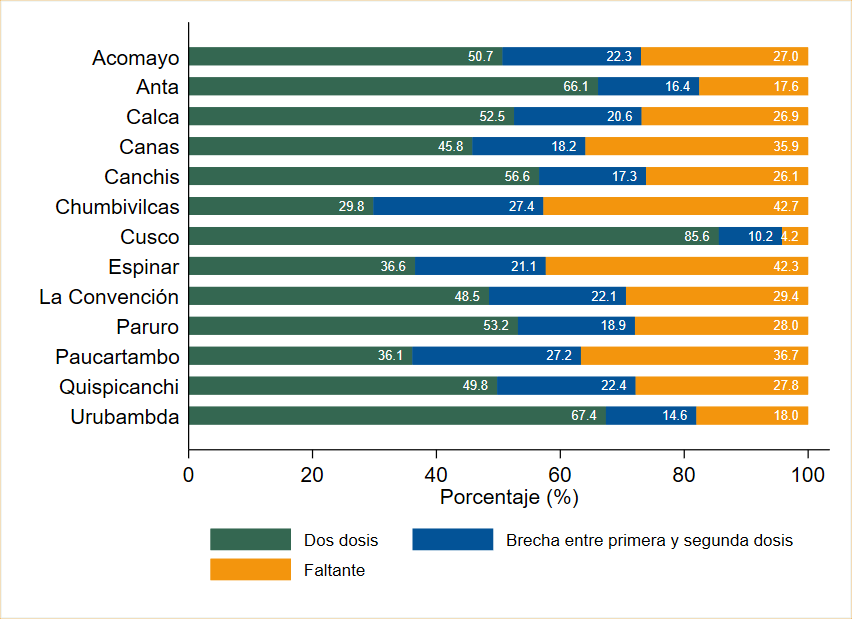 Acomayo 50.7 22.3 27.0
Anta 66.1 16.4 17.6
Calca 52.5 20.6 26.9
Canas 45.8 18.2 35.9
Canchis 56.6 17.3 26.1
Chumbivilcas 29.8 27.4 42.7
Cusco 85.6 10.2 4.2
Espinar 36.6 21.1 42.3
La Convención 48.5 22.1 29.4
Paruro 53.2 18.9 28.0
Paucartambo 36.1 27.2 36.7
Quispicanchi 49.8 22.4 27.8
Urubambda 67.4 14.6 18.0
0 20 40 60 80 100
Porcentaje (%)
Dos dosis Brecha entre primera y segunda dosis
Faltante